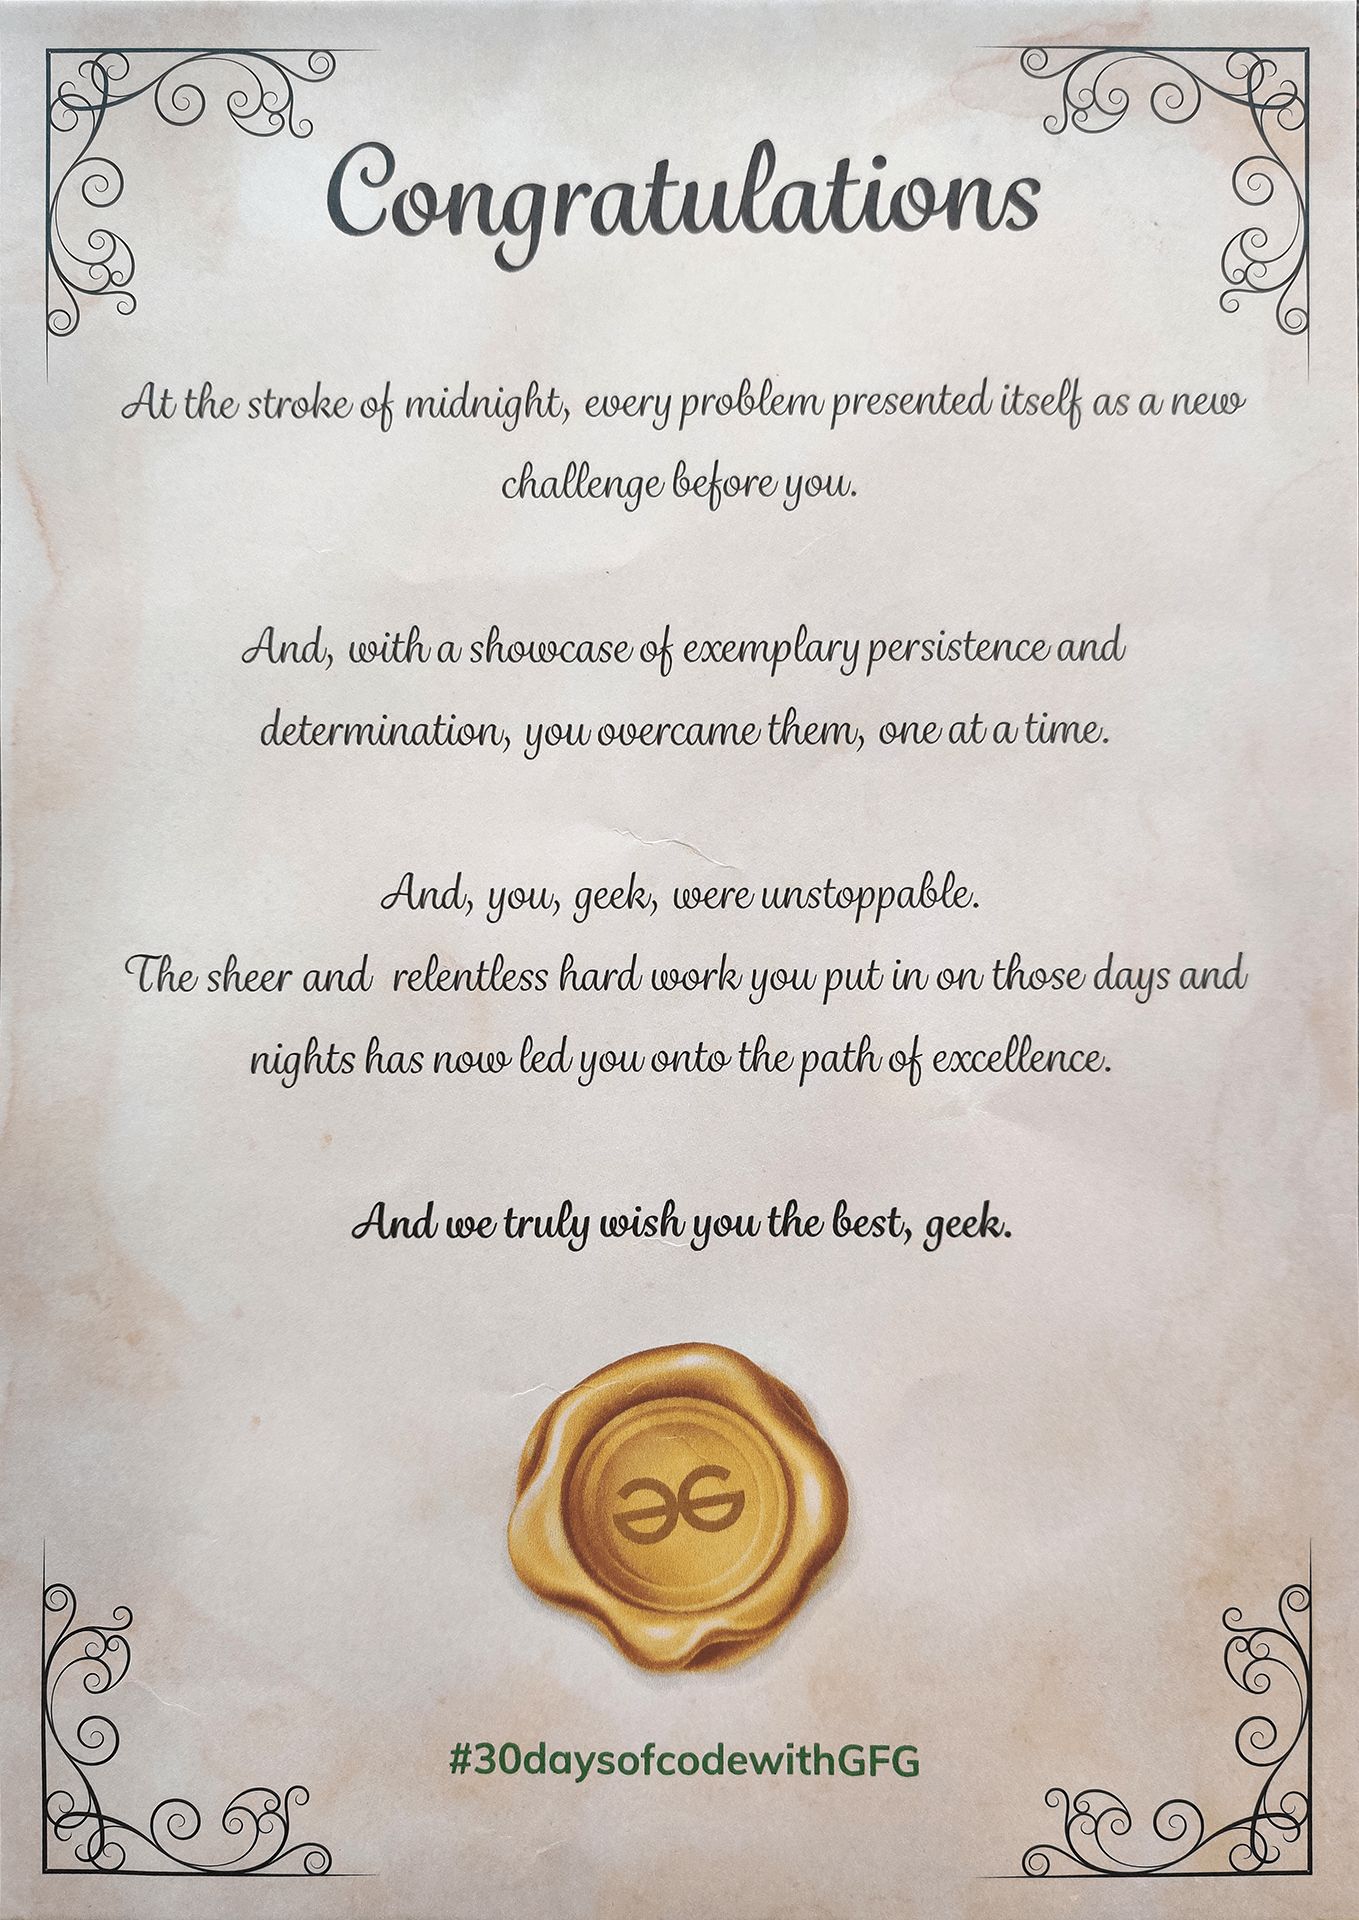 Congratulations
At the stroke of midnight, every problem presented itself as a new
challenge before you.
And, with a showcase of exemplary persistence and
determination, you overcame them, one at a time.
And, you, geek, were unstoppable.
The sheer and relentless hard work you put in on those days and
nights has now led you onto the path of excellence.
And we truly wish you the best, geek.
#30daysofcodewithGFG